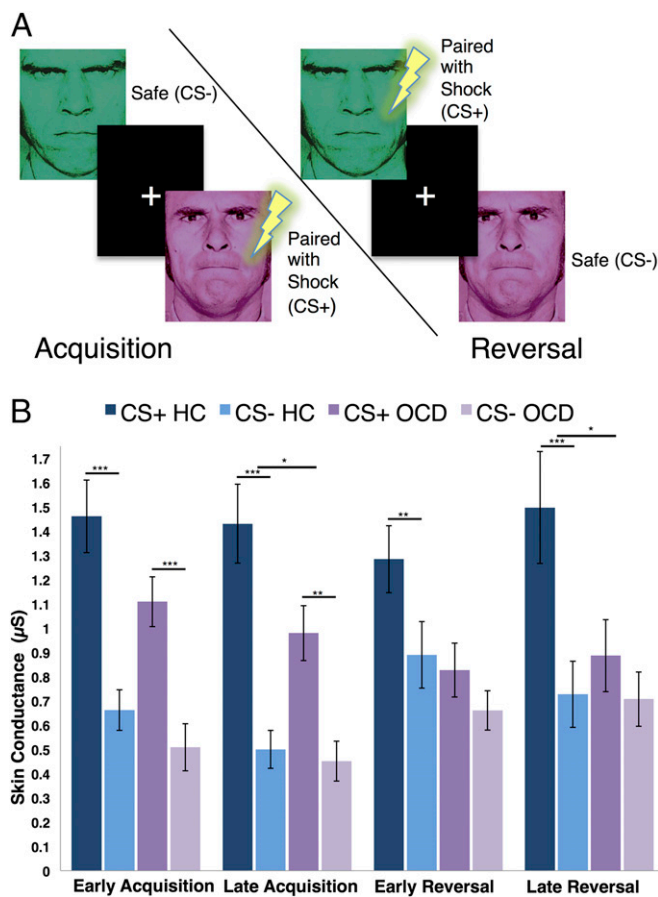 A
Safe (CS-)
+
Paired
with
Shock
(CS+)
Acquisition
Paired
with
Shock
(CS+)
+
Safe (CS-)
Reversal
B
CS+ HC CS- HC CS+ OCD CS- OCD
Skin Conductance (µS)
1.7
1.6
1.5
1.4
1.3
1.2
1.1
1
0.9
0.8
0.7
0.6
0.5
0.4
0.3
0.2
0.1
0
***
***
***
*
**
**
***
*
Early Acquisition Late Acquisition Early Reversal Late Reversal